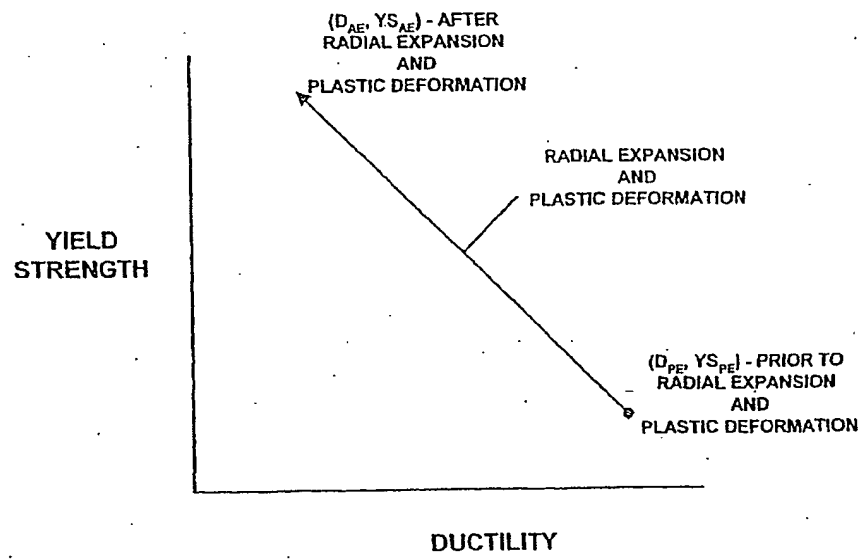 (D_AE, YS_AE) - AFTER
RADIAL EXPANSION
AND
PLASTIC DEFORMATION
RADIAL EXPANSION
AND
PLASTIC DEFORMATION
YIELD
STRENGTH
(D_PE, YS_PE) - PRIOR TO
RADIAL EXPANSION
AND
PLASTIC DEFORMATION
DUCTILITY